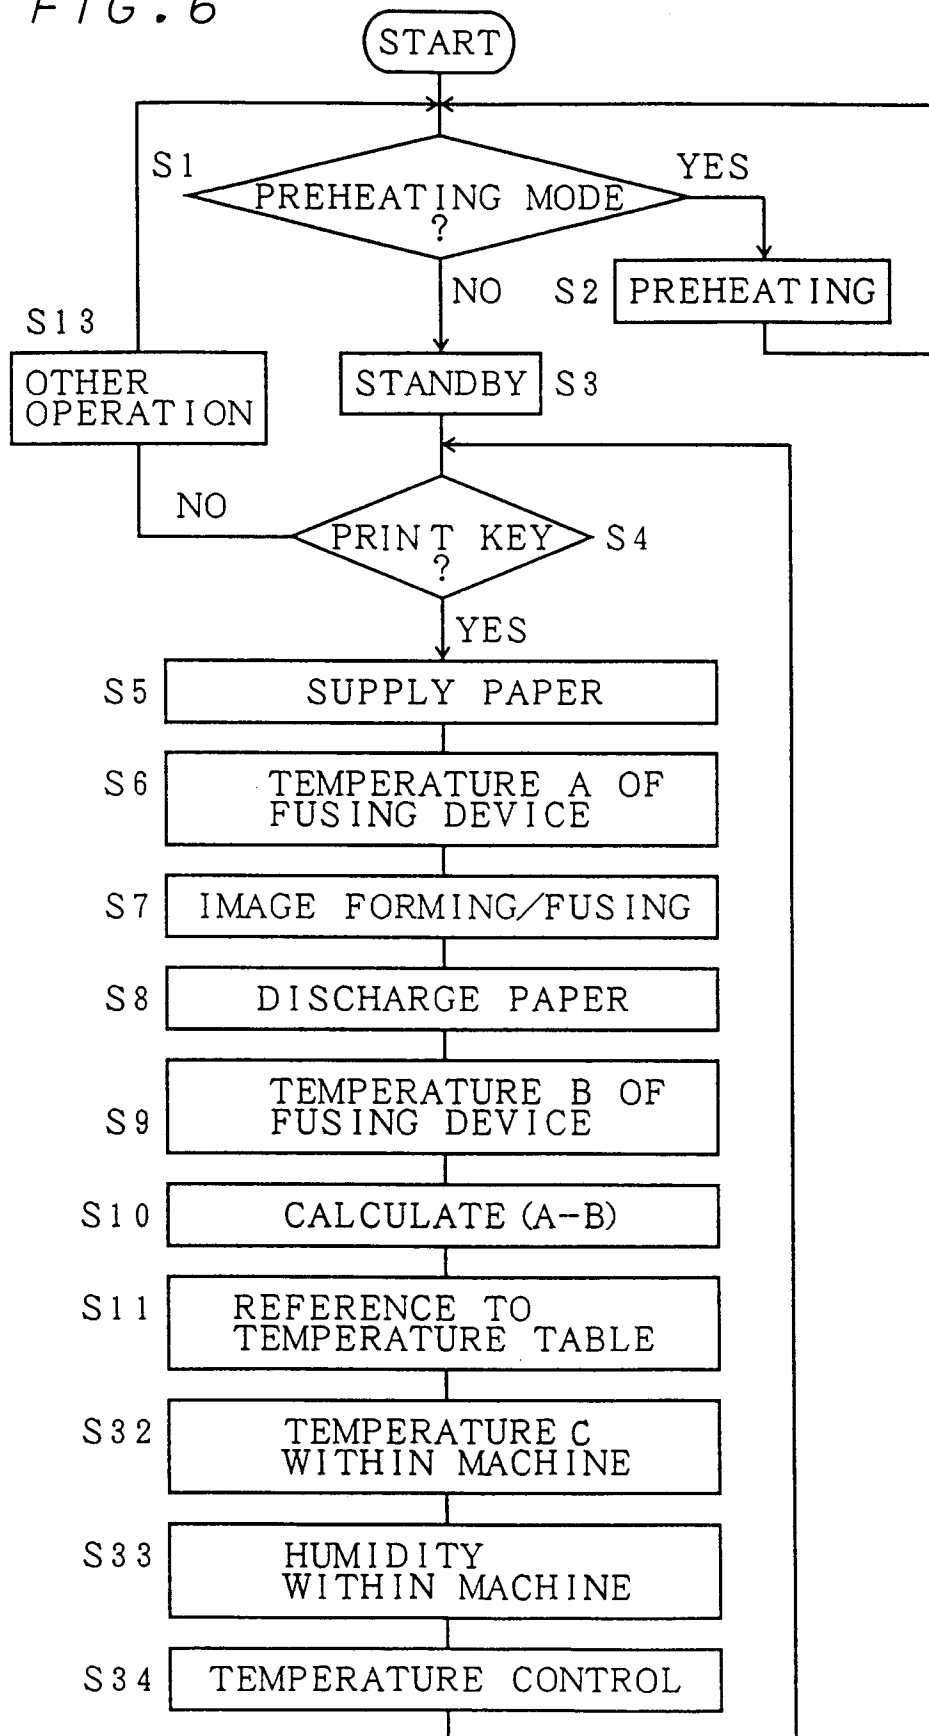 FIG.6
START
S1
PREHEATING MODE
?
YES
NO
S2
PREHEATING
S13
OTHER
OPERATION
STANDBY
S3
NO
PRINT KEY
?
S4
YES
S5
SUPPLY PAPER
S6
TEMPERATURE A OF
FUSING DEVICE
S7
IMAGE FORMING/FUSING
S8
DISCHARGE PAPER
S9
TEMPERATURE B OF
FUSING DEVICE
S10
CALCULATE (A-B)
S11
REFERENCE TO
TEMPERATURE TABLE
S32
TEMPERATURE C
WITHIN MACHINE
S33
HUMIDITY
WITHIN MACHINE
S34
TEMPERATURE CONTROL